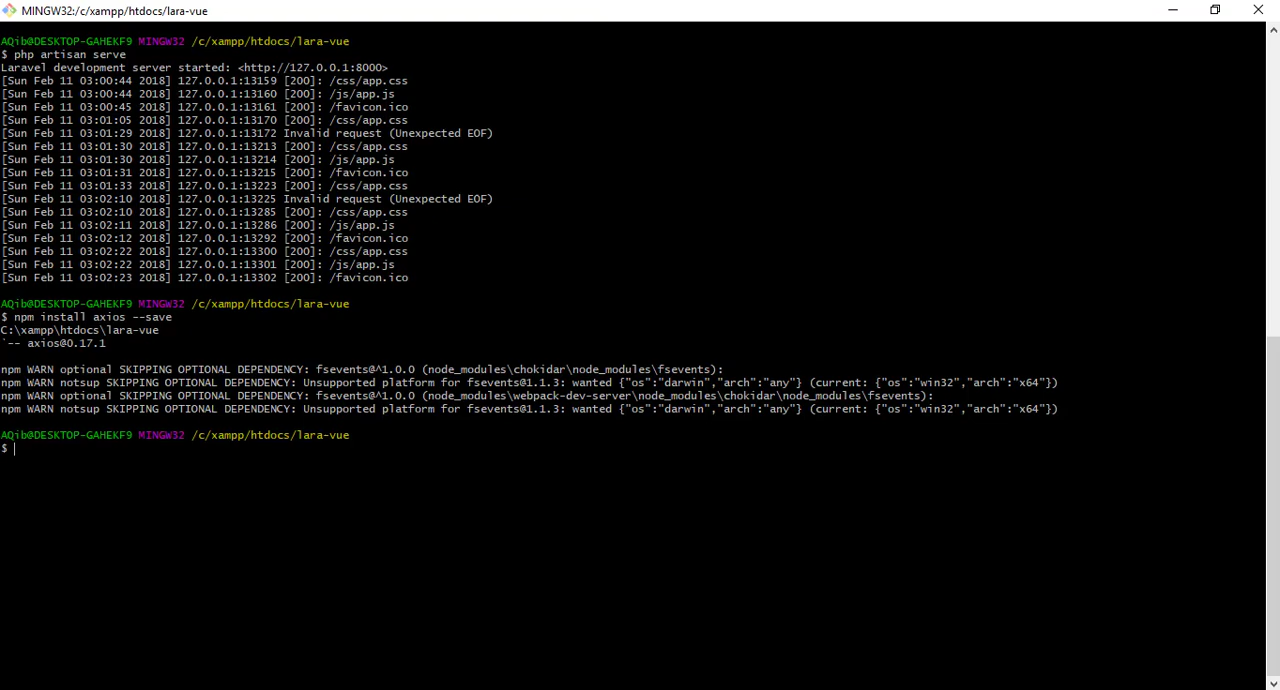 MINGW32:/c/xampp/htdocs/lara-vue
AQib@DESKTOP-GAHEKF9 MINGW32 /c/xampp/htdocs/lara-vue
$ php artisan serve
Laravel development server started: <http://127.0.0.1:8000>
[Sun Feb 11 03:00:44 2018] 127.0.0.1:13159 [200]: /css/app.css
[Sun Feb 11 03:00:44 2018] 127.0.0.1:13160 [200]: /js/app.js
[Sun Feb 11 03:00:45 2018] 127.0.0.1:13161 [200]: /favicon.ico
[Sun Feb 11 03:01:05 2018] 127.0.0.1:13170 [200]: /css/app.css
[Sun Feb 11 03:01:29 2018] 127.0.0.1:13172 Invalid request (Unexpected EOF)
[Sun Feb 11 03:01:30 2018] 127.0.0.1:13213 [200]: /css/app.css
[Sun Feb 11 03:01:30 2018] 127.0.0.1:13214 [200]: /js/app.js
[Sun Feb 11 03:01:31 2018] 127.0.0.1:13215 [200]: /favicon.ico
[Sun Feb 11 03:01:33 2018] 127.0.0.1:13223 [200]: /css/app.css
[Sun Feb 11 03:02:10 2018] 127.0.0.1:13225 Invalid request (Unexpected EOF)
[Sun Feb 11 03:02:10 2018] 127.0.0.1:13285 [200]: /css/app.css
[Sun Feb 11 03:02:11 2018] 127.0.0.1:13286 [200]: /js/app.js
[Sun Feb 11 03:02:12 2018] 127.0.0.1:13292 [200]: /favicon.ico
[Sun Feb 11 03:02:22 2018] 127.0.0.1:13300 [200]: /css/app.css
[Sun Feb 11 03:02:22 2018] 127.0.0.1:13301 [200]: /js/app.js
[Sun Feb 11 03:02:23 2018] 127.0.0.1:13302 [200]: /favicon.ico
AQib@DESKTOP-GAHEKF9 MINGW32 /c/xampp/htdocs/lara-vue
$ npm install axios --save
C:\xampp\htdocs\lara-vue
`-- axios@0.17.1
npm WARN optional SKIPPING OPTIONAL DEPENDENCY: fsevents@^1.0.0 (node_modules\chokidar\node_modules\fsevents):
npm WARN notsup SKIPPING OPTIONAL DEPENDENCY: Unsupported platform for fsevents@1.1.3: wanted {"os":"darwin","arch":"any"} (current: {"os":"win32","arch":"x64"})
npm WARN optional SKIPPING OPTIONAL DEPENDENCY: fsevents@^1.0.0 (node_modules\webpack-dev-server\node_modules\chokidar\node_modules\fsevents):
npm WARN notsup SKIPPING OPTIONAL DEPENDENCY: Unsupported platform for fsevents@1.1.3: wanted {"os":"darwin","arch":"any"} (current: {"os":"win32","arch":"x64"})
AQib@DESKTOP-GAHEKF9 MINGW32 /c/xampp/htdocs/lara-vue
$